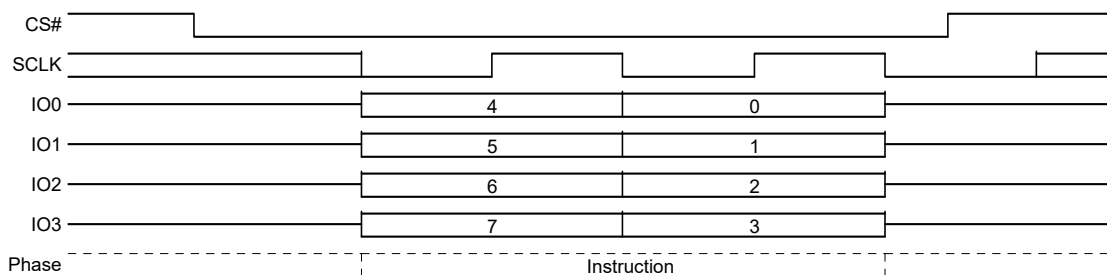 CS#
SCLK
IO0 4 0
IO1 5 1
IO2 6 2
IO3 7 3
Phase Instruction